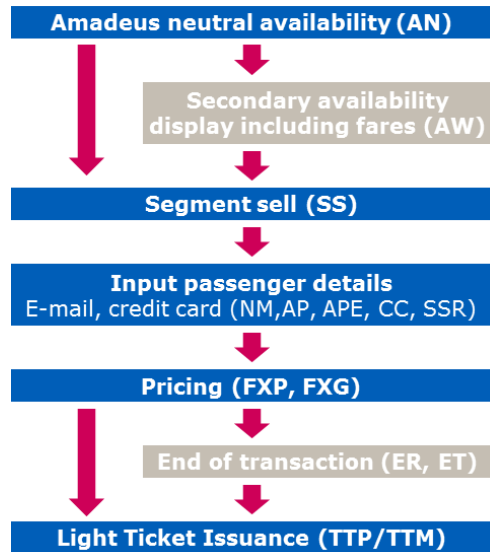 Amadeus neutral availability (AN)
Secondary availability
display including fares (AW)
Segment sell (SS)
Input passenger details
E-mail, credit card (NM,AP, APE, CC, SSR)
Pricing (FXP, FXG)
End of transaction (ER, ET)
Light Ticket Issuance (TTP/TTM)